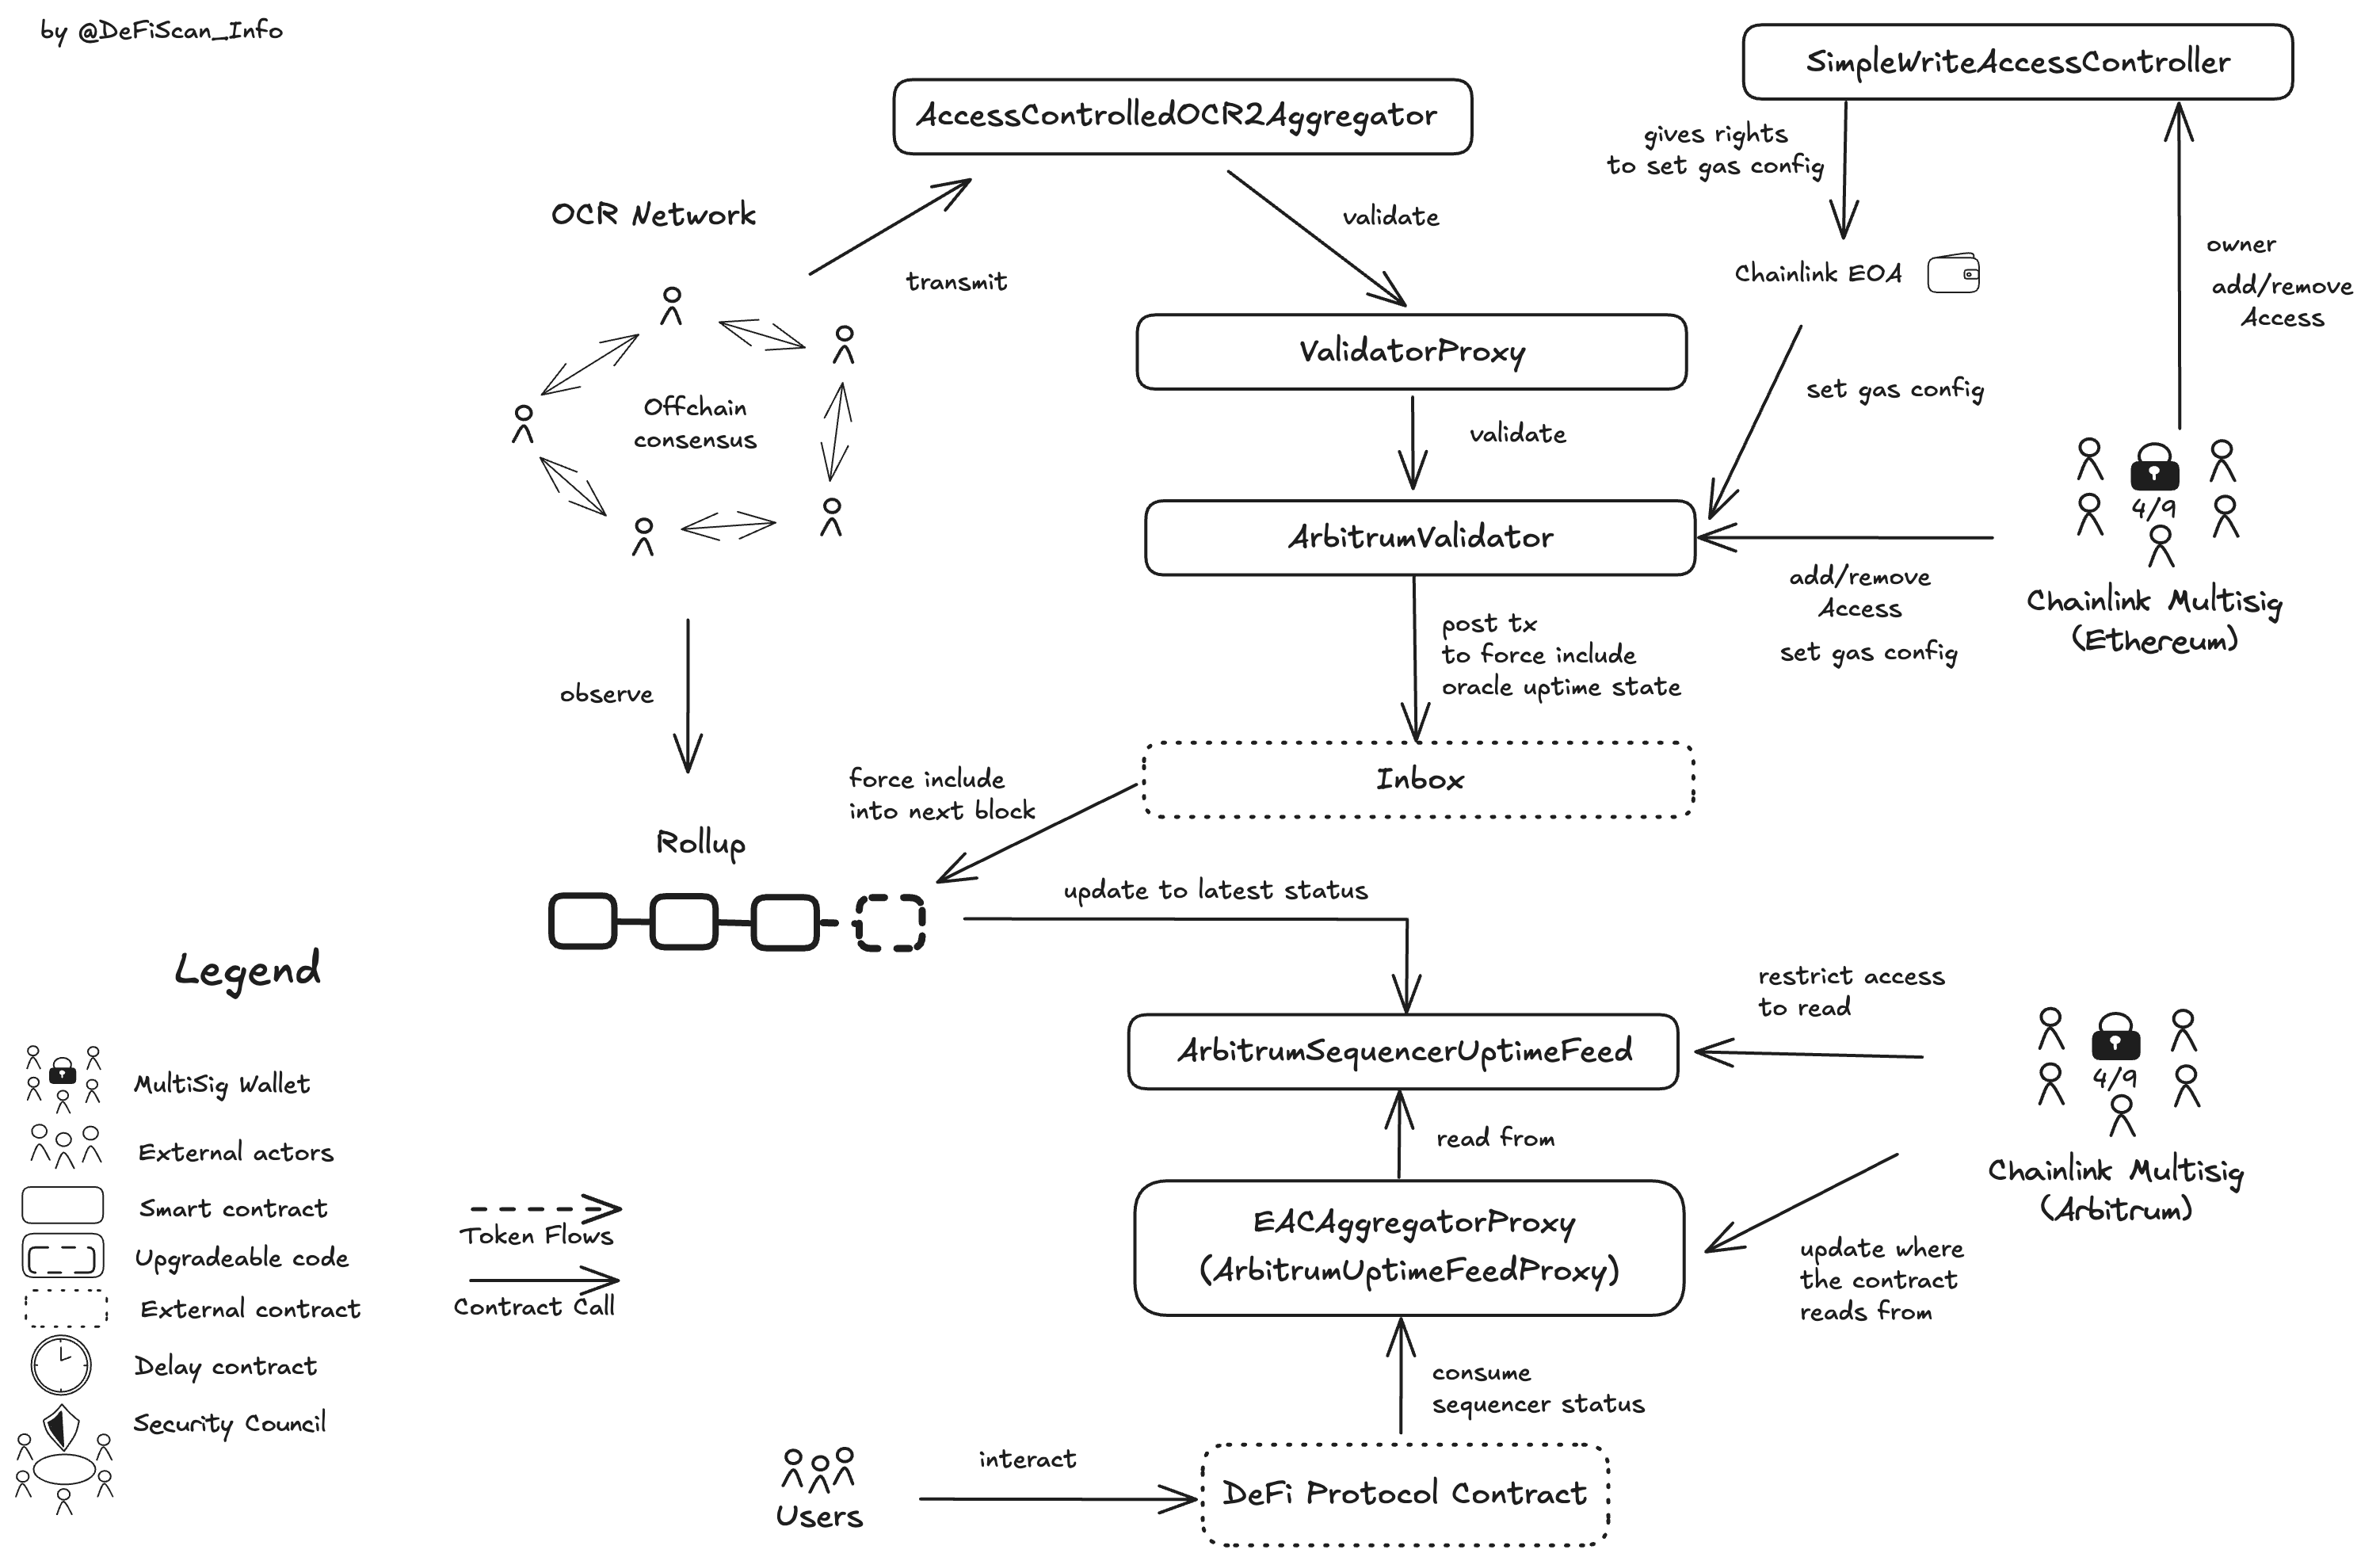 by @DeFiScan_Info
SimpleWriteAccessController
AccessControlledOCR2Aggregator
gives rights
to set gas config
OCR Network
validate
owner
add/remove
Access
transmit
Chainlink EOA
ValidatorProxy
set gas config
Offchain
consensus
validate
4/9
ArbitrumValidator
add/remove
Access
set gas config
Chainlink Multisig
(Ethereum)
post tx
to force include
oracle uptime state
observe
Inbox
force include
into next block
Rollup
update to latest status
Legend
restrict access
to read
ArbitrumSequencerUptimeFeed
4/9
MultiSig Wallet
read from
External actors
Chainlink Multisig
(Arbitrum)
Smart contract
Token Flows
EACAggregatorProxy
(ArbitrumUptimeFeedProxy)
Upgradeable code
update where
the contract
reads from
External contract
Contract Call
Delay contract
consume
sequencer status
Security Council
interact
DeFi Protocol Contract
Users